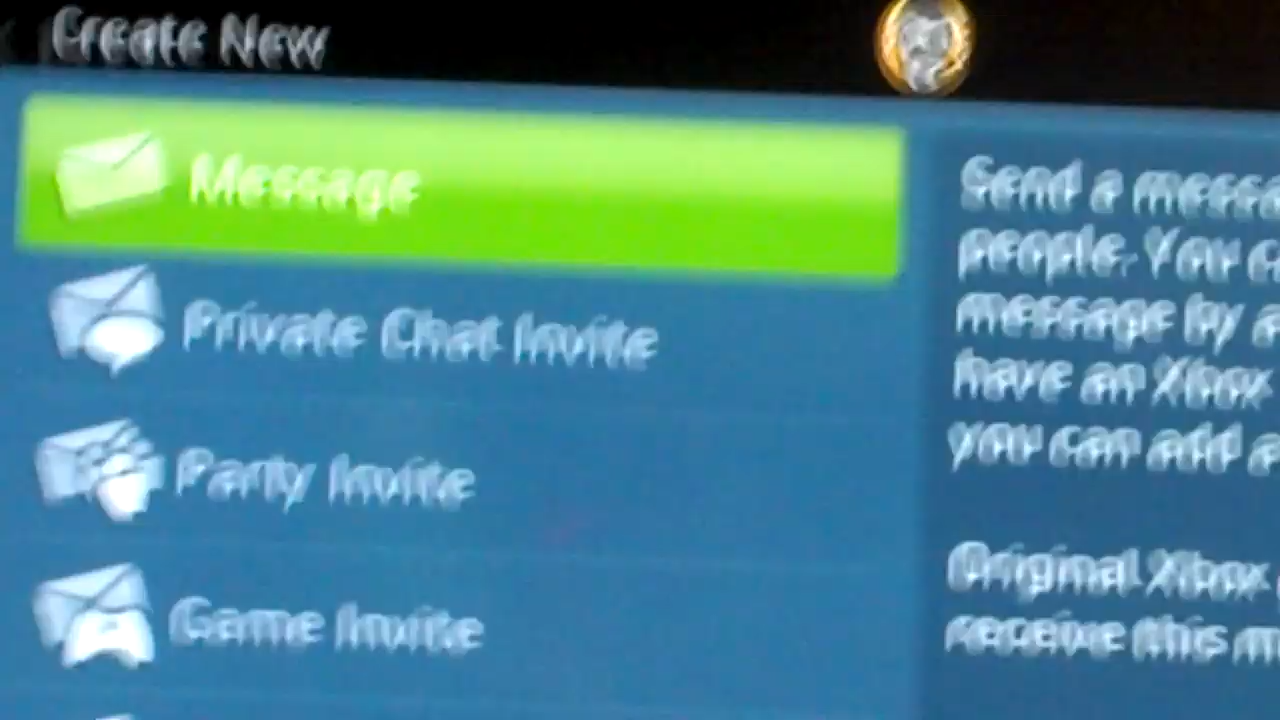 Create New
Message
Private Chat Invite
Party Invite
Game Invite
Send a messa
people. You c
message by a
have an Xbox
you can add a
Original Xbox
receive this m